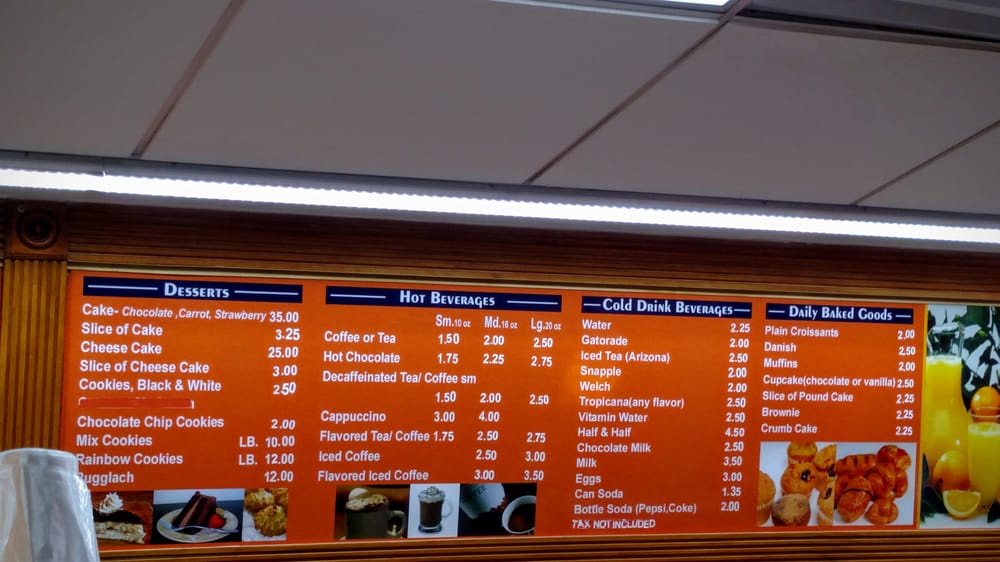 DESSERTS
Cake- Chocolate ,Carrot, Strawberry 35.00
Slice of Cake 3.25
Cheese Cake 25.00
Slice of Cheese Cake 3.00
Cookies, Black & White 2.50
Chocolate Chip Cookies 2.00
Mix Cookies LB. 10.00
Rainbow Cookies LB. 12.00
Rugglach 12.00
HOT BEVERAGES
Sm.10 oz Md.16 oz Lg.20 oz
Coffee or Tea 1.50 2.00 2.50
Hot Chocolate 1.75 2.25 2.75
Decaffeinated Tea/ Coffee sm
1.50 2.00 2.50
Cappuccino 3.00 4.00
Flavored Tea/ Coffee 1.75 2.50 2.75
Iced Coffee 2.50 3.00
Flavored Iced Coffee 3.00 3.50
COLD DRINK BEVERAGES
Water 2.25
Gatorade 2.00
Iced Tea (Arizona) 2.50
Snapple 2.00
Welch 2.00
Tropicana(any flavor) 2.50
Vitamin Water 2.50
Half & Half 4.50
Chocolate Milk 2.50
Milk 3.50
Eggs 3.00
Can Soda 1.35
Bottle Soda (Pepsi,Coke) 2.00
TAX NOT INCLUDED
DAILY BAKED GOODS
Plain Croissants 2.00
Danish 2.50
Muffins 2.00
Cupcake(chocolate or vanilla) 2.50
Slice of Pound Cake 2.25
Brownie 2.25
Crumb Cake 2.25